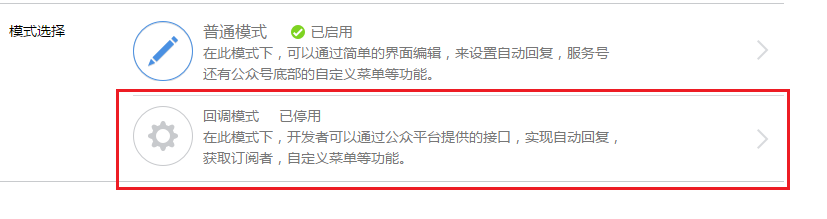 模式选择
普通模式 已启用
在此模式下，可以通过简单的界面编辑，来设置自动回复，服务号
还有公众号底部的自定义菜单等功能。
回调模式 已停用
在此模式下，开发者可以通过公众平台提供的接口，实现自动回复，
获取订阅者，自定义菜单等功能。